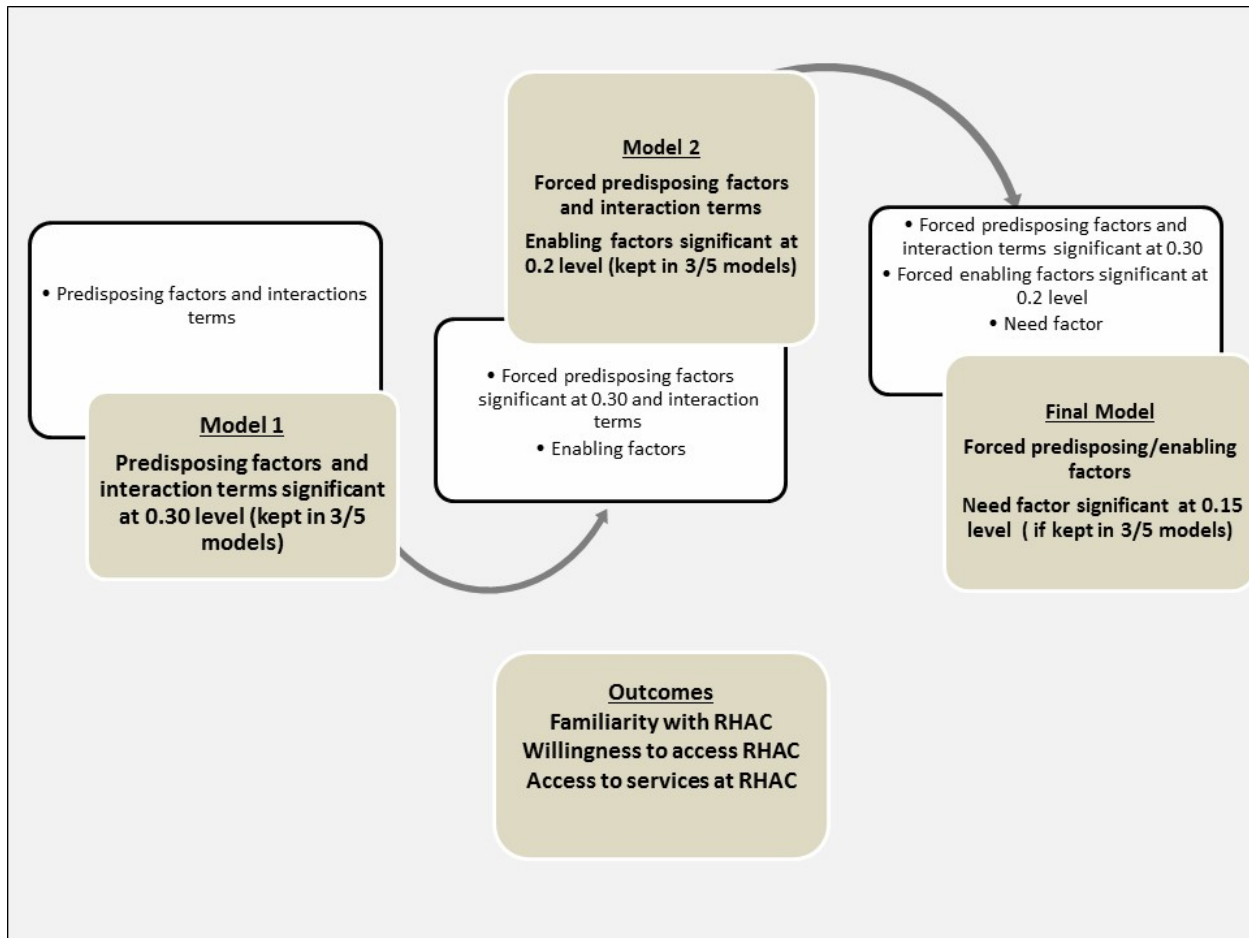 • Predisposing factors and interactions
terms
Model 1
Predisposing factors and
interaction terms significant
at 0.30 level (kept in 3/5
models)
Model 2
Forced predisposing factors
and interaction terms
Enabling factors significant at
0.2 level (kept in 3/5 models)
• Forced predisposing factors
significant at 0.30 and interaction
terms
• Enabling factors
• Forced predisposing factors and
interaction terms significant at 0.30
• Forced enabling factors significant at
0.2 level
• Need factor
Final Model
Forced predisposing/enabling
factors
Need factor significant at 0.15
level ( if kept in 3/5 models)
Outcomes
Familiarity with RHAC
Willingness to access RHAC
Access to services at RHAC